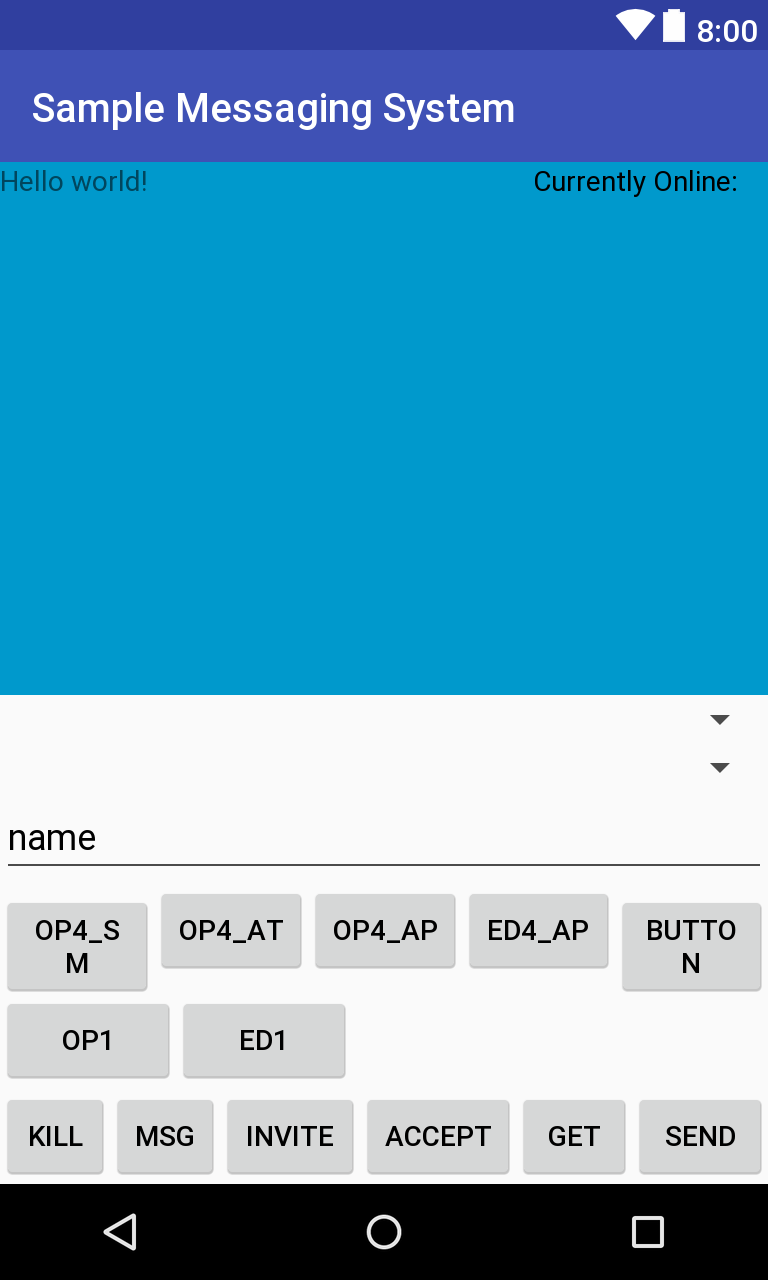 8:00
Sample Messaging System
Hello world!
Currently Online:
name
OP4_S
M
OP4_AT
OP4_AP
ED4_AP
BUTTO
N
OP1
ED1
KILL
MSG
INVITE
ACCEPT
GET
SEND